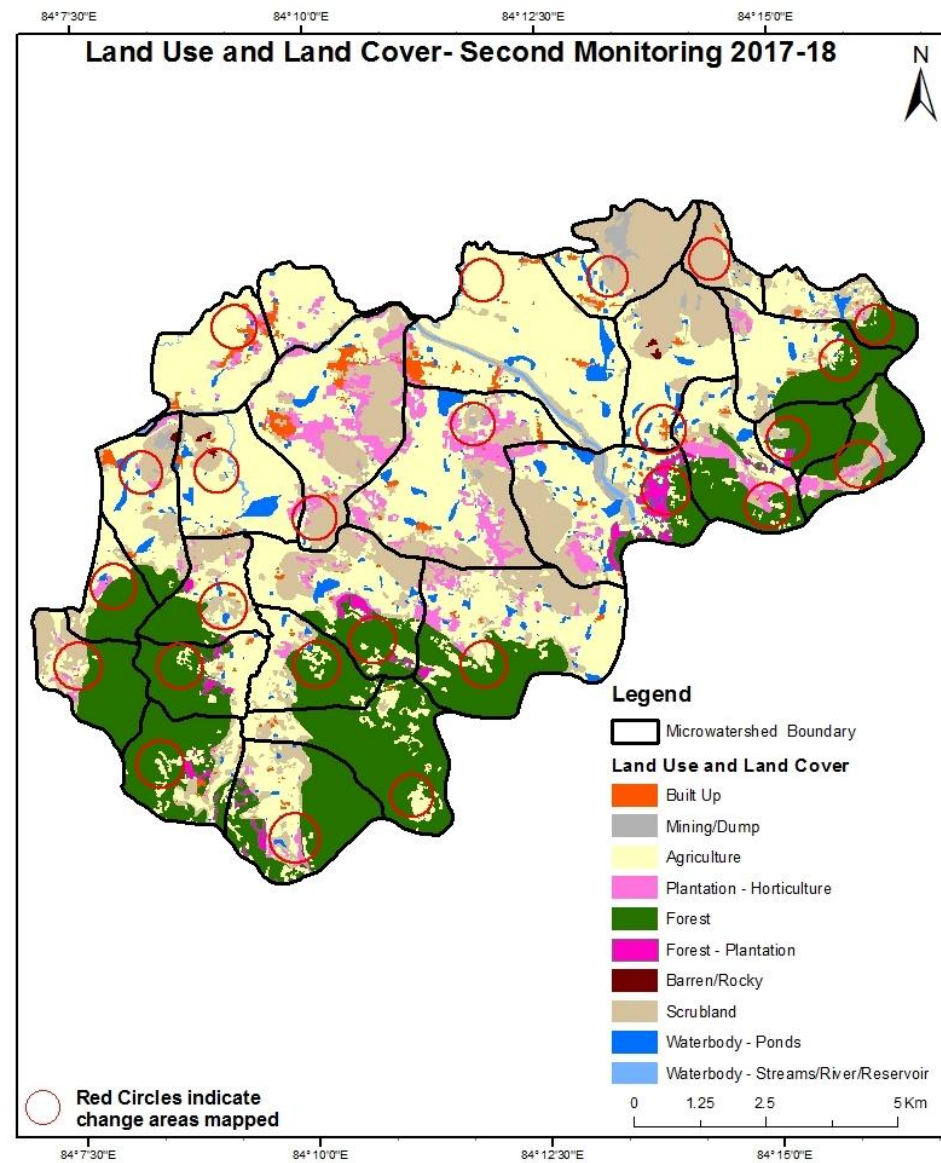 84°7'30"E 84°10'0"E 84°12'30"E 84°15'0"E
Land Use and Land Cover- Second Monitoring 2017-18
N
Legend
Microwatershed Boundary
Land Use and Land Cover
Built Up
Mining/Dump
Agriculture
Plantation - Horticulture
Forest
Forest - Plantation
Barren/Rocky
Scrubland
Waterbody - Ponds
Waterbody - Streams/River/Reservoir
Red Circles indicate
change areas mapped
0 1.25 2.5 5 Km
84°7'30"E 84°10'0"E 84°12'30"E 84°15'0"E